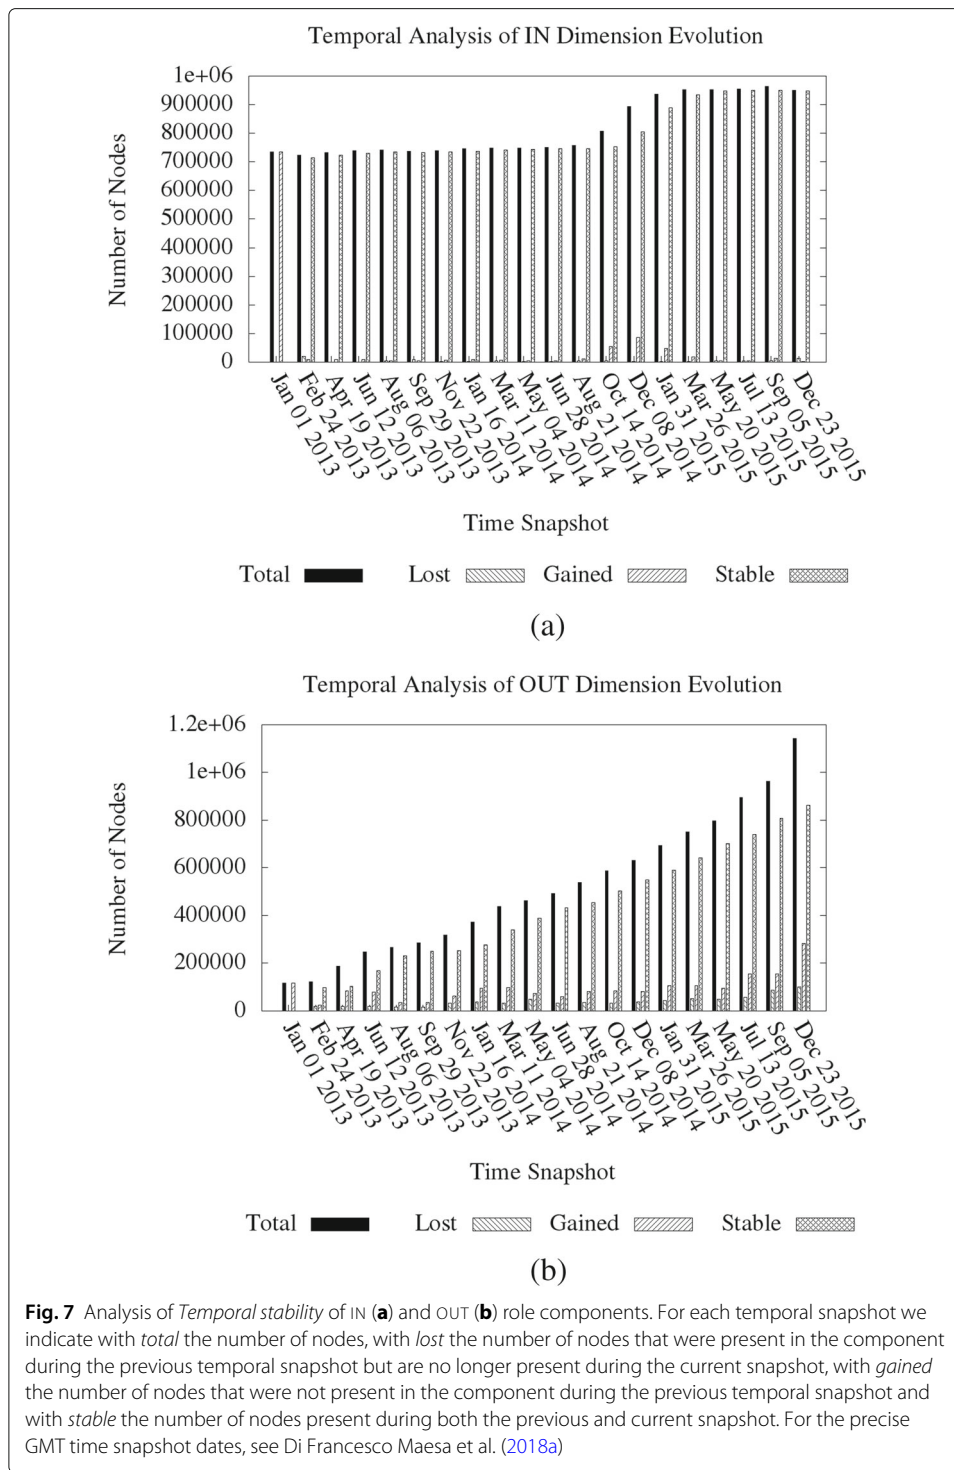 Temporal Analysis of IN Dimension Evolution
1e+06
900000
800000
700000
600000
500000
400000
300000
200000
100000
0
Number of Nodes
Jan 01 2013
Feb 24 2013
Apr 19 2013
Jun 12 2013
Aug 06 2013
Sep 29 2013
Nov 22 2013
Jan 16 2014
Mar 11 2014
May 04 2014
Jun 28 2014
Aug 21 2014
Oct 14 2014
Dec 08 2014
Jan 31 2015
Mar 26 2015
May 20 2015
Jul 13 2015
Sep 05 2015
Dec 23 2015
Time Snapshot
Total Lost Gained Stable
(a)
Temporal Analysis of OUT Dimension Evolution
1.2e+06
1e+06
800000
600000
400000
200000
0
Number of Nodes
Jan 01 2013
Feb 24 2013
Apr 19 2013
Jun 12 2013
Aug 06 2013
Sep 29 2013
Nov 22 2013
Jan 16 2014
Mar 11 2014
May 04 2014
Jun 28 2014
Aug 21 2014
Oct 14 2014
Dec 08 2014
Jan 31 2015
Mar 26 2015
May 20 2015
Jul 13 2015
Sep 05 2015
Dec 23 2015
Time Snapshot
Total Lost Gained Stable
(b)
Fig. 7 Analysis of Temporal stability of IN (a) and OUT (b) role components. For each temporal snapshot we
indicate with total the number of nodes, with lost the number of nodes that were present in the component
during the previous temporal snapshot but are no longer present during the current snapshot, with gained
the number of nodes that were not present in the component during the previous temporal snapshot and
with stable the number of nodes present during both the previous and current snapshot. For the precise
GMT time snapshot dates, see Di Francesco Maesa et al. (2018a)